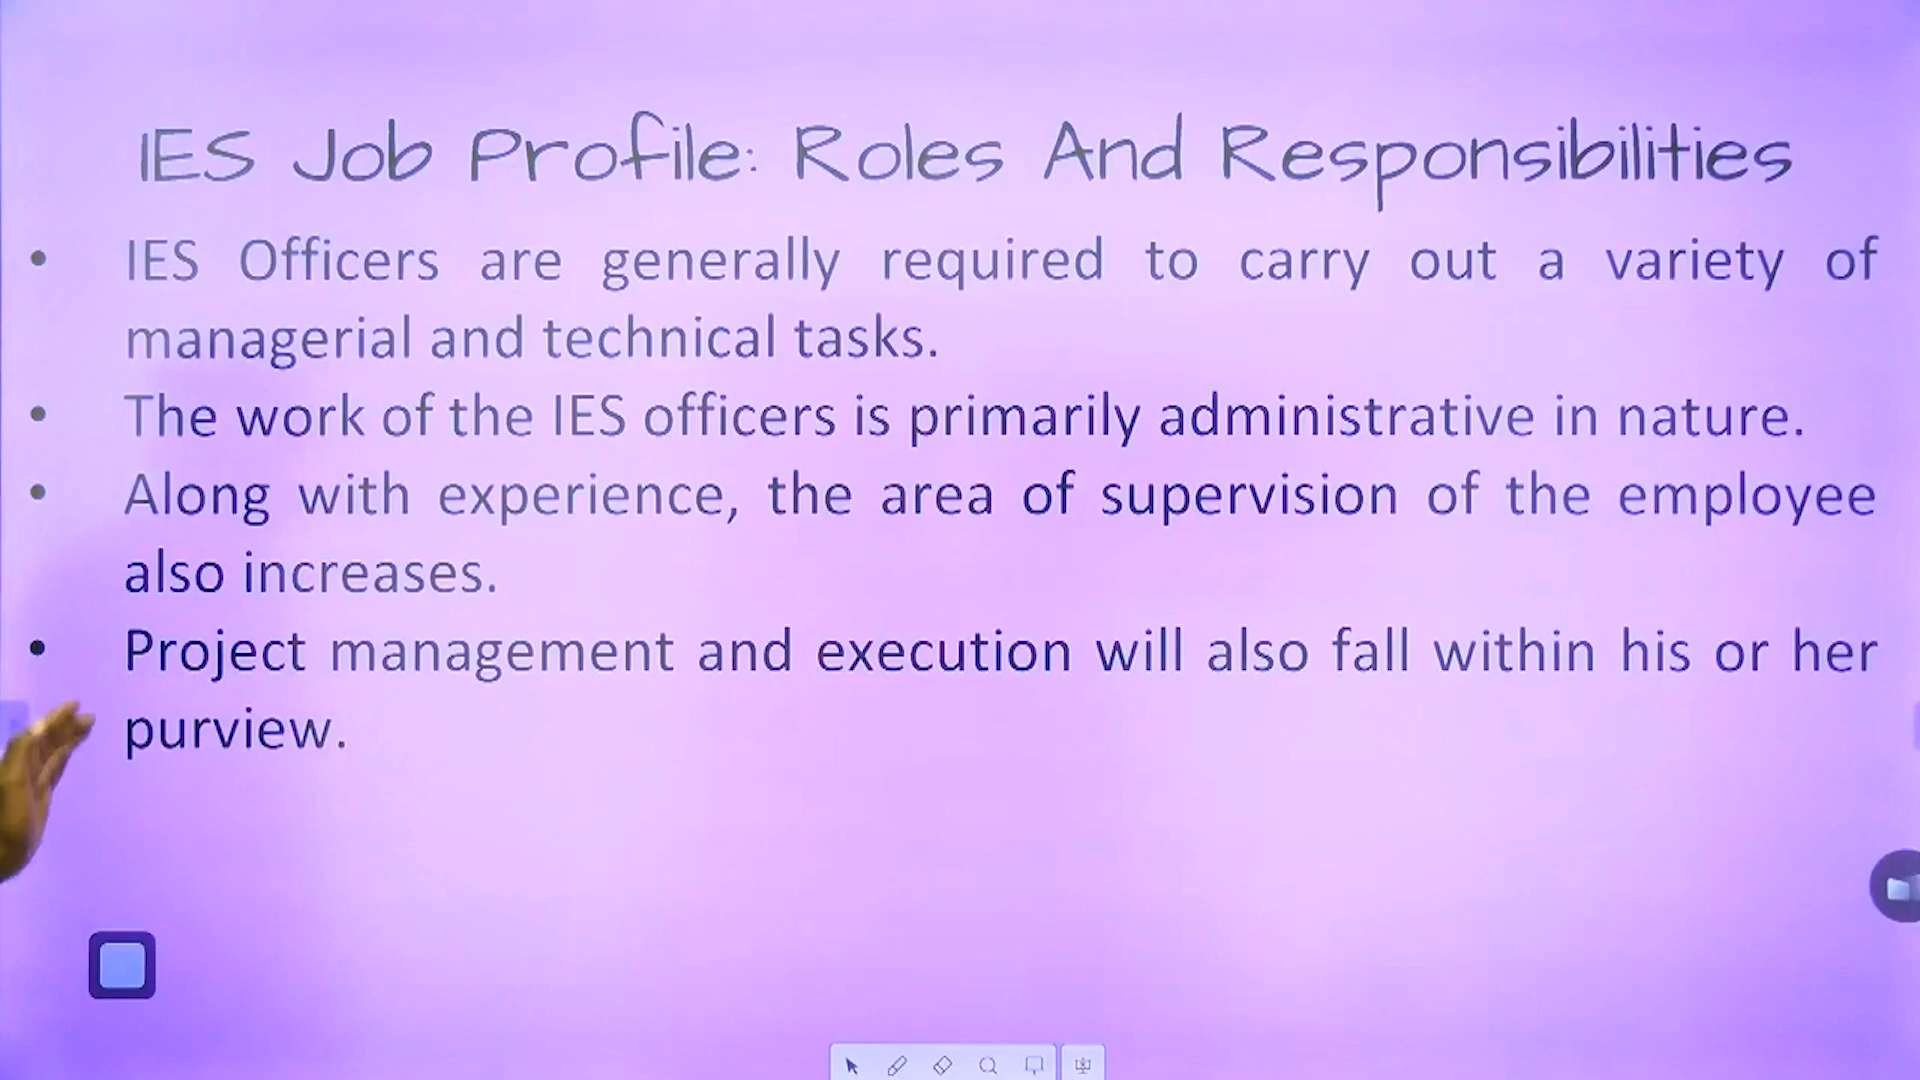 IES Job Profile: Roles And Responsibilities
• IES Officers are generally required to carry out a variety of
managerial and technical tasks.
• The work of the IES officers is primarily administrative in nature.
• Along with experience, the area of supervision of the employee
also increases.
• Project management and execution will also fall within his or her
purview.